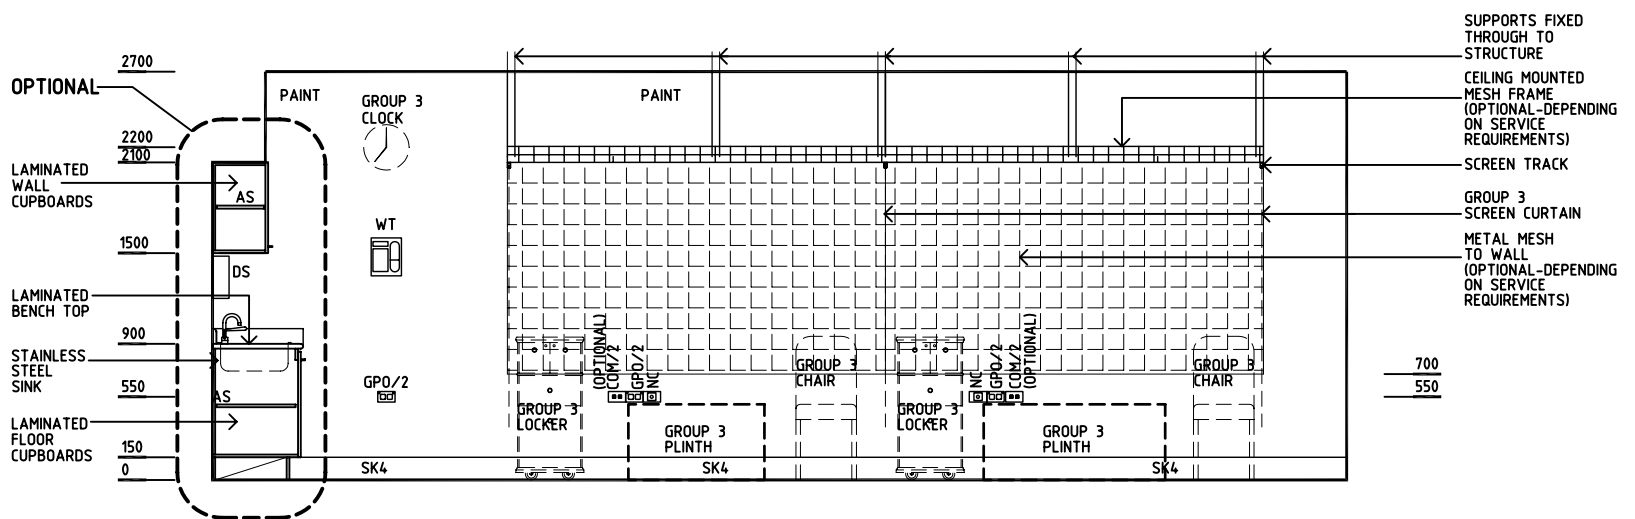 OPTIONAL
2700
2200
2100
1500
900
550
150
0
LAMINATED
WALL
CUPBOARDS
LAMINATED
BENCH TOP
STAINLESS
STEEL
SINK
LAMINATED
FLOOR
CUPBOARDS
AS
DS
AS
PAINT
GROUP 3
CLOCK
WT
GPO/2
SK4
PAINT
(OPTIONAL)
COM/2
GPO/2
NC
GROUP 3
LOCKER
GROUP 3
PLINTH
SK4
GROUP 3
CHAIR
GROUP 3
LOCKER
NC
GPO/2
COM/2
(OPTIONAL)
GROUP 3
PLINTH
SK4
GROUP 3
CHAIR
SUPPORTS FIXED
THROUGH TO
STRUCTURE
CEILING MOUNTED
MESH FRAME
(OPTIONAL-DEPENDING
ON SERVICE
REQUIREMENTS)
SCREEN TRACK
GROUP 3
SCREEN CURTAIN
METAL MESH
TO WALL
(OPTIONAL-DEPENDING
ON SERVICE
REQUIREMENTS)
700
550